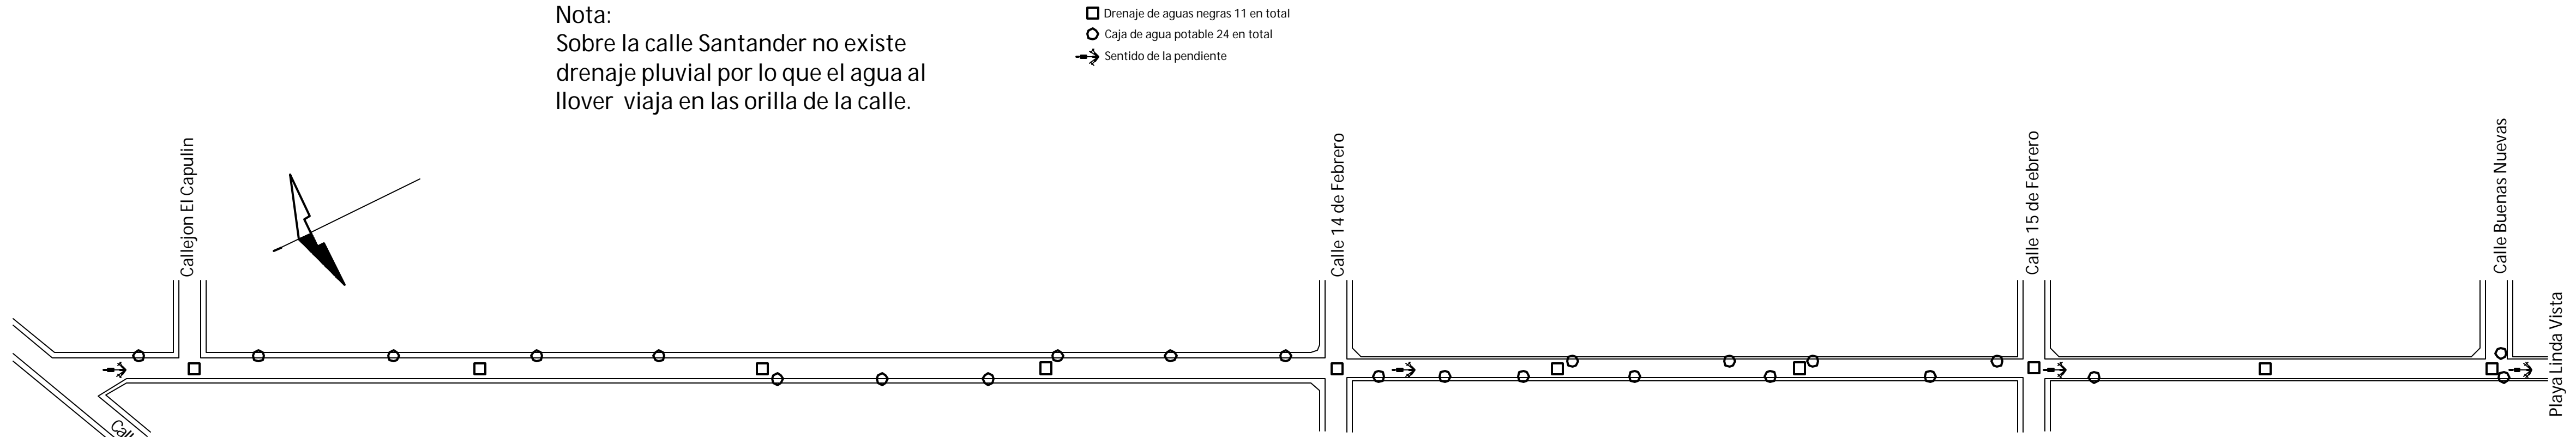 Nota:
Sobre la calle Santander no existe
drenaje pluvial por lo que el agua al
llover viaja en las orilla de la calle.
Drenaje de aguas negras 11 en total
Caja de agua potable 24 en total
Sentido de la pendiente
Callejon El Capulin
Calle 14 de Febrero
Calle 15 de Febrero
Calle Buenas Nuevas
Playa Linda Vista